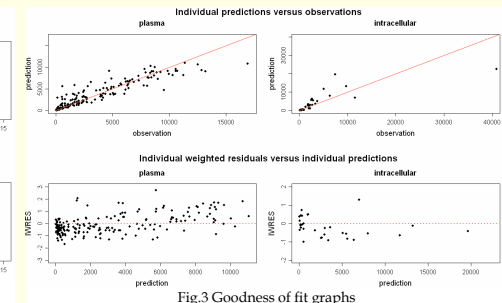 Individual predictions versus observations
plasma
intracellular
prediction
0 5000 10000
0 5000 10000 15000
observation
prediction
0 10000 20000
0 10000 20000 30000 40000
observation
15
Individual weighted residuals versus individual predictions
plasma
intracellular
IWRES
-3 -2 -1 0 1 2 3
0 2000 4000 6000 8000 10000
prediction
IWRES
-2 -1 0 1 2
0 5000 10000 15000 20000
prediction
15
Fig.3 Goodness of fit graphs